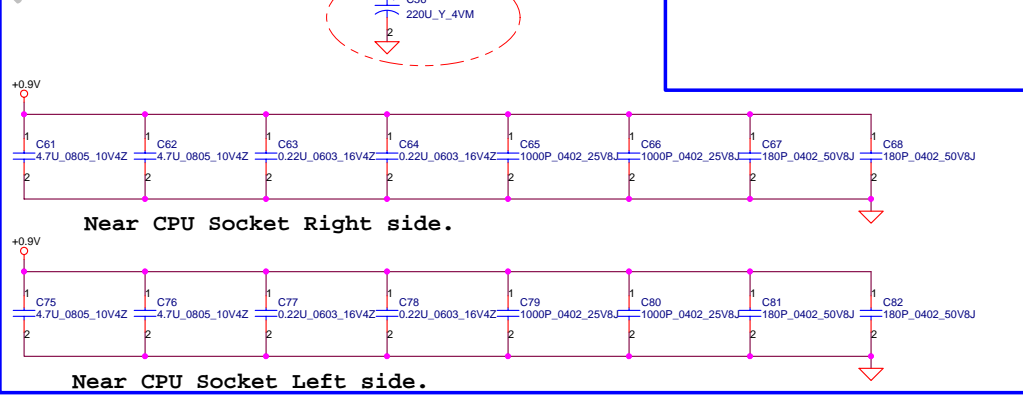 220U_Y_4VM
2
+0.9V
1 1 1 1 1 1 1 1
C61 C62 C63 C64 C65 C66 C67 C68
4.7U_0805_10V4Z 4.7U_0805_10V4Z 0.22U_0603_16V4Z 0.22U_0603_16V4Z 1000P_0402_25V8J 1000P_0402_25V8J 180P_0402_50V8J 180P_0402_50V8J
2 2 2 2 2 2 2 2
Near CPU Socket Right side.
+0.9V
1 1 1 1 1 1 1 1
C75 C76 C77 C78 C79 C80 C81 C82
4.7U_0805_10V4Z 4.7U_0805_10V4Z 0.22U_0603_16V4Z 0.22U_0603_16V4Z 1000P_0402_25V8J 1000P_0402_25V8J 180P_0402_50V8J 180P_0402_50V8J
2 2 2 2 2 2 2 2
Near CPU Socket Left side.